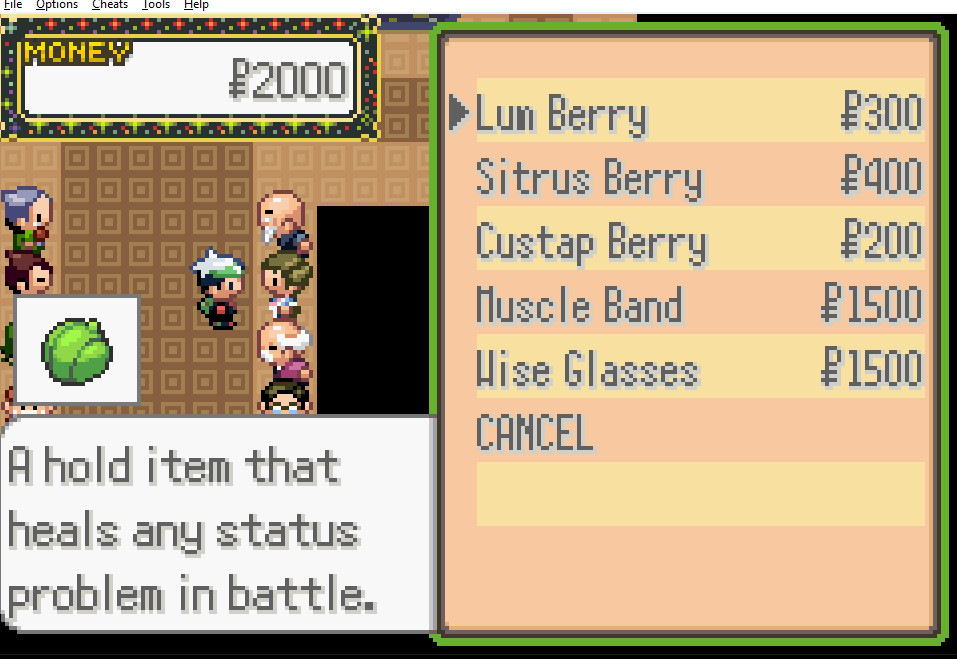 File Options Cheats Tools Help
MONEY
₽2000
Lum Berry ₽300
Sitrus Berry ₽400
Custap Berry ₽200
Muscle Band ₽1500
Wise Glasses ₽1500
CANCEL
A hold item that
heals any status
problem in battle.